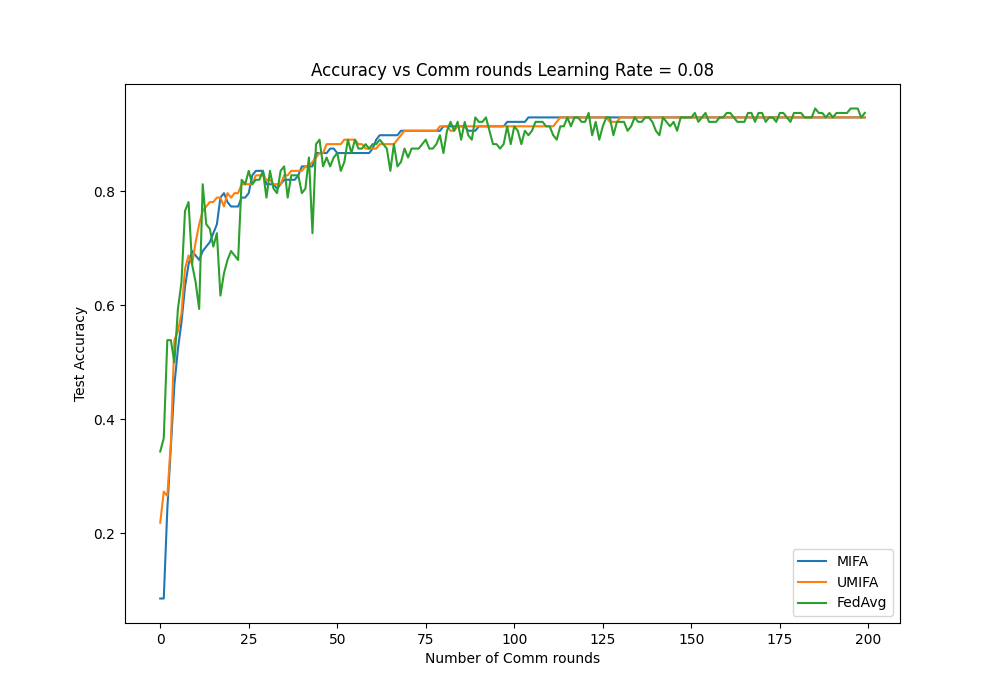 Accuracy vs Comm rounds Learning Rate = 0.08
Test Accuracy
0.8
0.6
0.4
0.2
MIFA
UMIFA
FedAvg
0 25 50 75 100 125 150 175 200
Number of Comm rounds